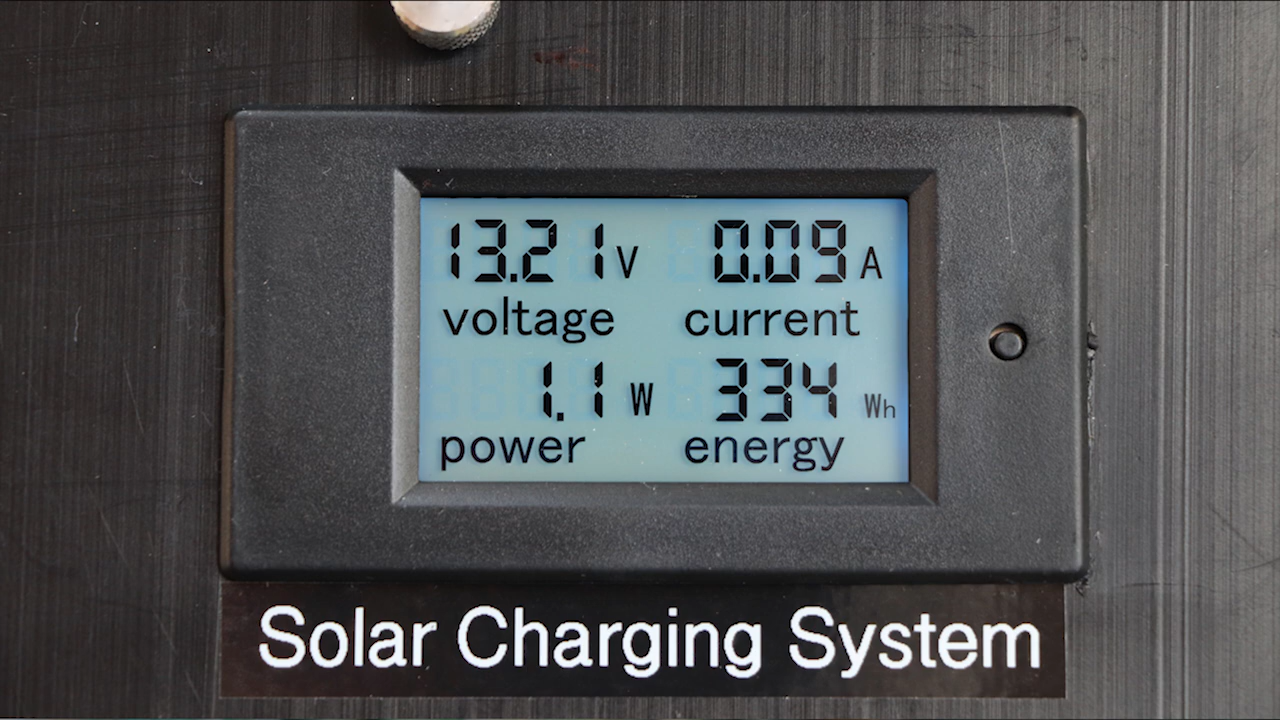 13.21 V 0.09 A
voltage current
1.1 W 334 Wh
power energy
Solar Charging System